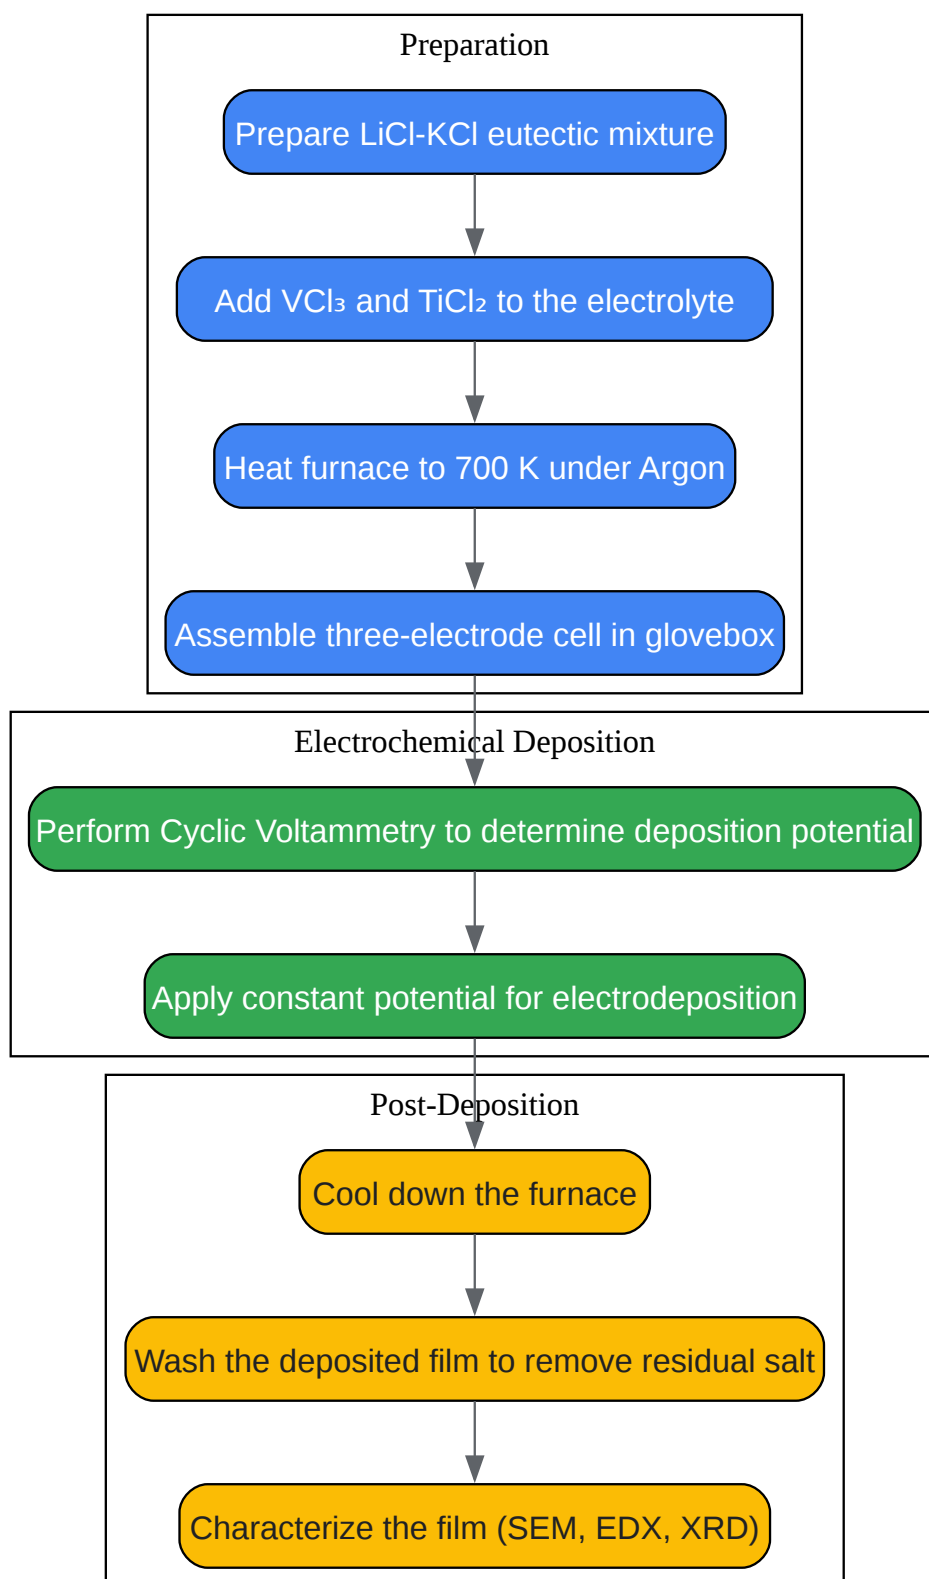 Preparation
Prepare LiCl-KCl eutectic mixture
Add VCl₃ and TiCl₂ to the electrolyte
Heat furnace to 700 K under Argon
Assemble three-electrode cell in glovebox
Electrochemical Deposition
Perform Cyclic Voltammetry to determine deposition potential
Apply constant potential for electrodeposition
Post-Deposition
Cool down the furnace
Wash the deposited film to remove residual salt
Characterize the film (SEM, EDX, XRD)